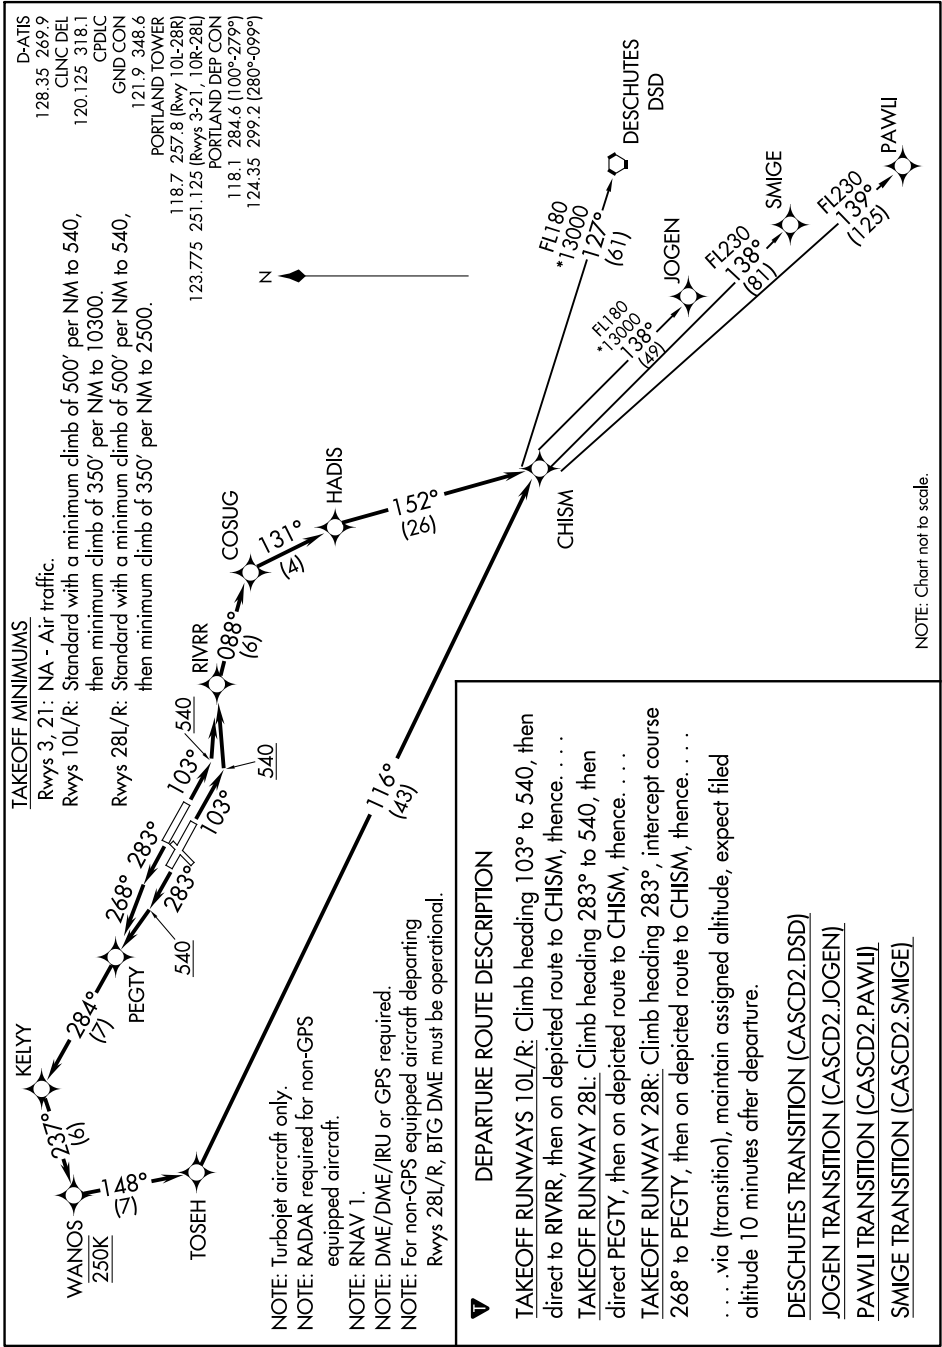 TAKEOFF MINIMUMS
Rwys 3, 21: NA - Air traffic.
Rwys 10L/R: Standard with a minimum climb of 500' per NM to 540,
then minimum climb of 350' per NM to 10300.
Rwys 28L/R: Standard with a minimum climb of 500' per NM to 540,
then minimum climb of 350' per NM to 2500.
D-ATIS
128.35 269.9
CLNC DEL
120.125 318.1
CPDLC
GND CON
121.9 348.6
PORTLAND TOWER
118.7 257.8 (Rwy 10L-28R)
123.775 251.125 (Rwys 3-21, 10R-28L)
PORTLAND DEP CON
118.1 284.6 (100°-279°)
124.35 299.2 (280°-099°)
N
KELYY
237°
(6)
WANOS
250K
148°
(7)
TOSEH
284°
(7)
PEGTY
268°
283°
283°
540
103°
103°
540
540
RIVRR
088°
(6)
COSUG
131°
(4)
HADIS
152°
(26)
116°
(43)
CHISM
FL180
*13000
127°
(61)
DESCHUTES
DSD
FL180
*13000
138°
(49)
JOGEN
FL230
138°
(81)
SMIGE
FL230
139°
(125)
PAWLI
NOTE: Turbojet aircraft only.
NOTE: RADAR required for non-GPS
equipped aircraft.
NOTE: RNAV 1.
NOTE: DME/DME/IRU or GPS required.
NOTE: For non-GPS equipped aircraft departing
Rwys 28L/R, BTG DME must be operational.
NOTE: Chart not to scale.
T
DEPARTURE ROUTE DESCRIPTION
TAKEOFF RUNWAYS 10L/R: Climb heading 103° to 540, then
direct to RIVRR, then on depicted route to CHISM, thence. . . .
TAKEOFF RUNWAY 28L: Climb heading 283° to 540, then
direct PEGTY, then on depicted route to CHISM, thence. . . .
TAKEOFF RUNWAY 28R: Climb heading 283°, intercept course
268° to PEGTY, then on depicted route to CHISM, thence. . . .
. . . .via (transition), maintain assigned altitude, expect filed
altitude 10 minutes after departure.
DESCHUTES TRANSITION (CASCD2.DSD)
JOGEN TRANSITION (CASCD2.JOGEN)
PAWLI TRANSITION (CASCD2.PAWLI)
SMIGE TRANSITION (CASCD2.SMIGE)